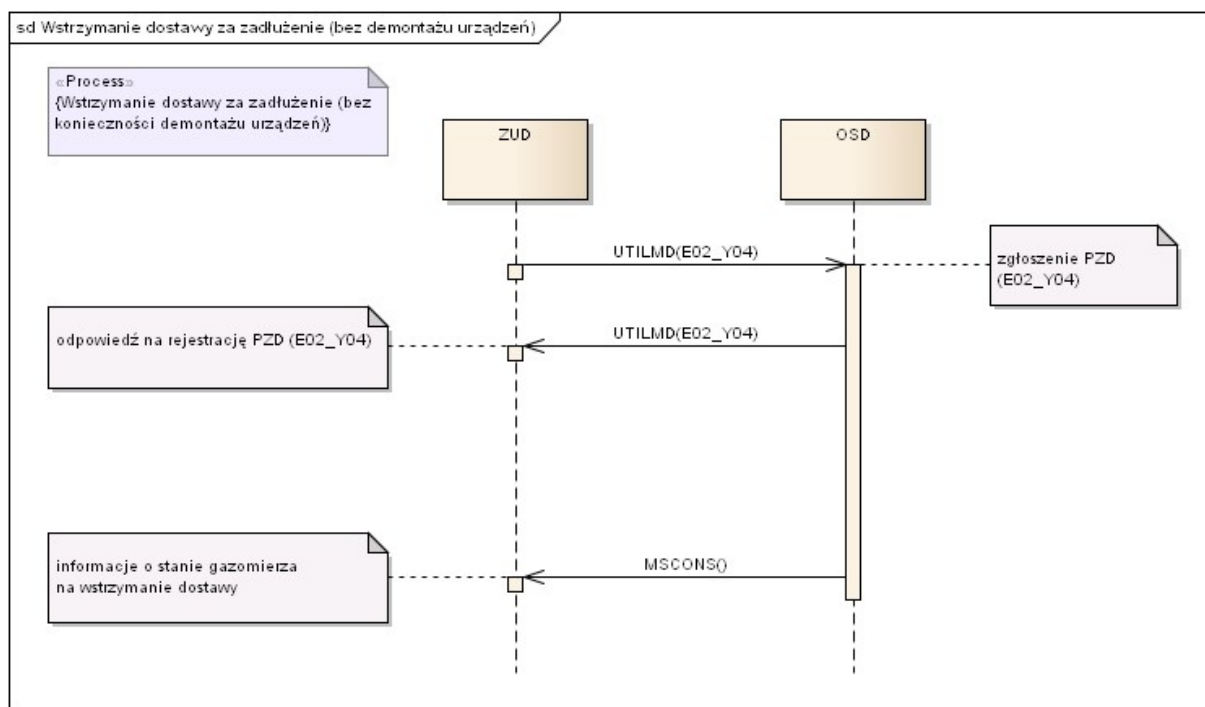 sd Wstrzymanie dostawy za zadłużenie (bez demontażu urządzeń)
«Process»
{Wstrzymanie dostawy za zadłużenie (bez
konieczności demontażu urządzeń)}
ZUD
OSD
UTILMD(E02_Y04)
zgłoszenie PZD
(E02_Y04)
odpowiedź na rejestrację PZD (E02_Y04)
UTILMD(E02_Y04)
informacje o stanie gazomierza
na wstrzymanie dostawy
MSCONS()